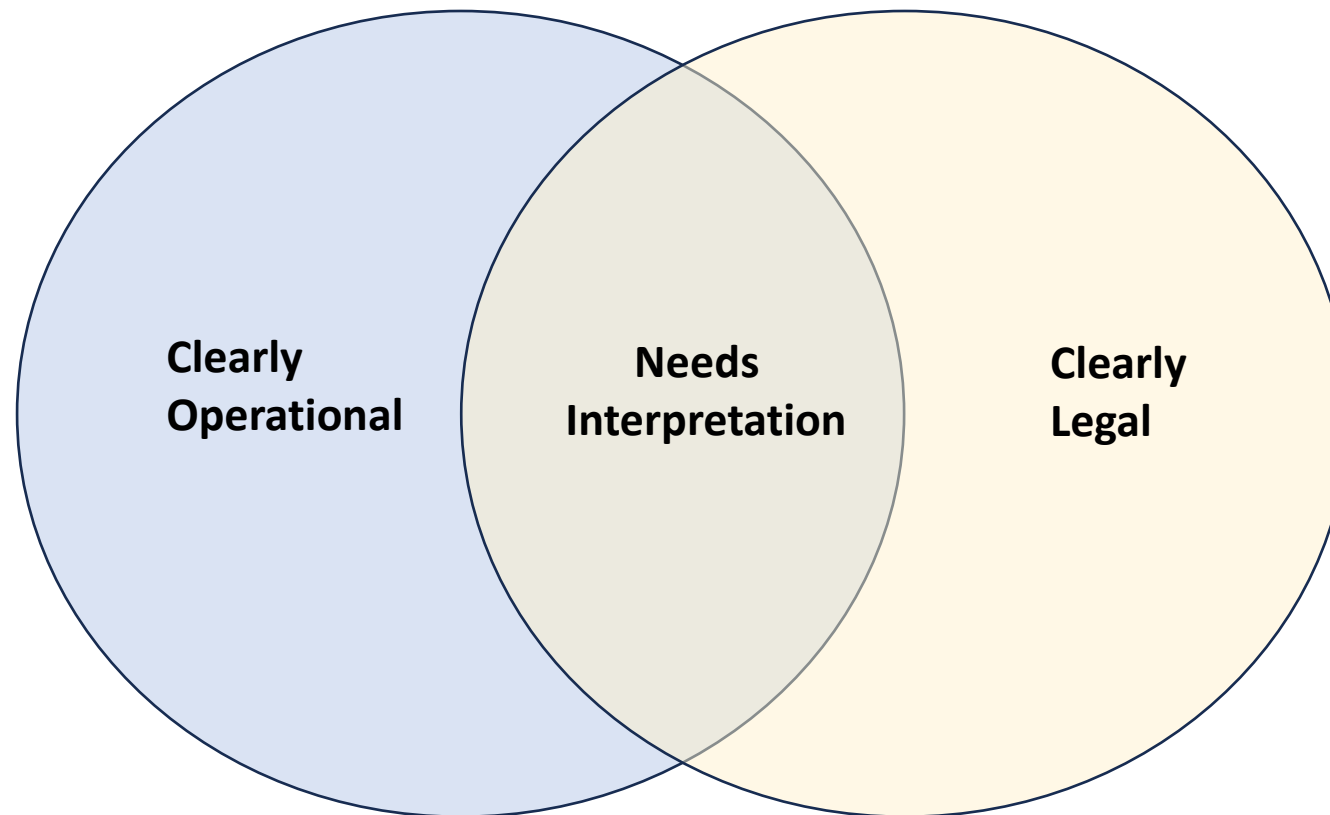 Clearly
Operational
Needs
Interpretation
Clearly
Legal